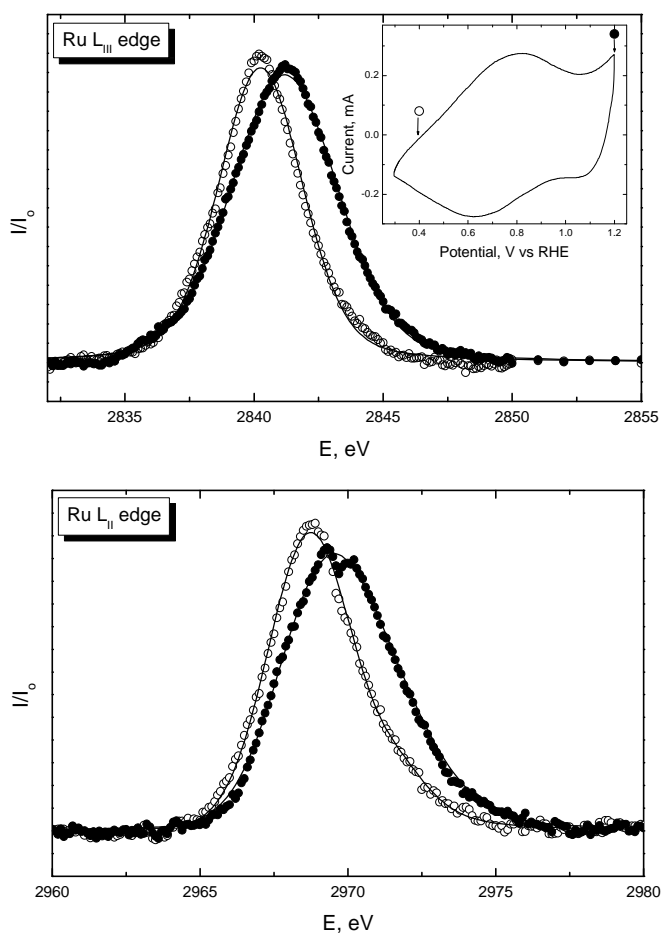 Ru L_III edge
I/I_o
Current, mA
0.2
0.0
-0.2
0.4 0.6 0.8 1.0 1.2
Potential, V vs RHE
2835 2840 2845 2850 2855
E, eV
Ru L_II edge
I/I_o
2960 2965 2970 2975 2980
E, eV